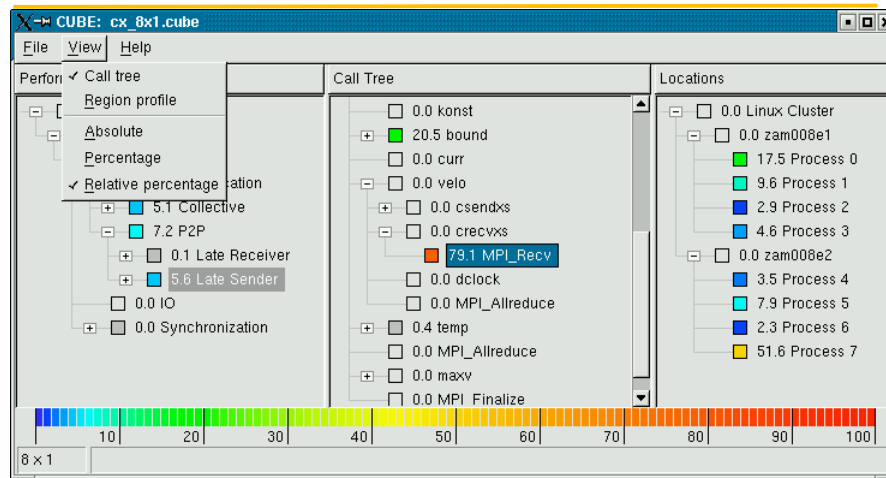 CUBE: cx_8x1.cube
File View Help
Call tree
Region profile
Absolute
Percentage
Relative percentage
5.1 Collective
7.2 P2P
0.1 Late Receiver
5.6 Late Sender
0.0 IO
0.0 Synchronization
Call Tree
0.0 konst
20.5 bound
0.0 curr
0.0 velo
0.0 csendxs
0.0 crecvxs
79.1 MPI_Recv
0.0 dclock
0.0 MPI_Allreduce
0.4 temp
0.0 MPI_Allreduce
0.0 maxv
0.0 MPI_Finalize
Locations
0.0 Linux Cluster
0.0 zam008e1
17.5 Process 0
9.6 Process 1
2.9 Process 2
4.6 Process 3
0.0 zam008e2
3.5 Process 4
7.9 Process 5
2.3 Process 6
51.6 Process 7
10 20 30 40 50 60 70 80 90 100
8 x 1